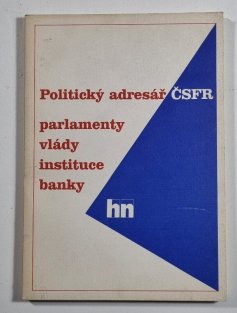 Politický adresář ČSFR
parlamenty
vlády
instituce
banky
hn